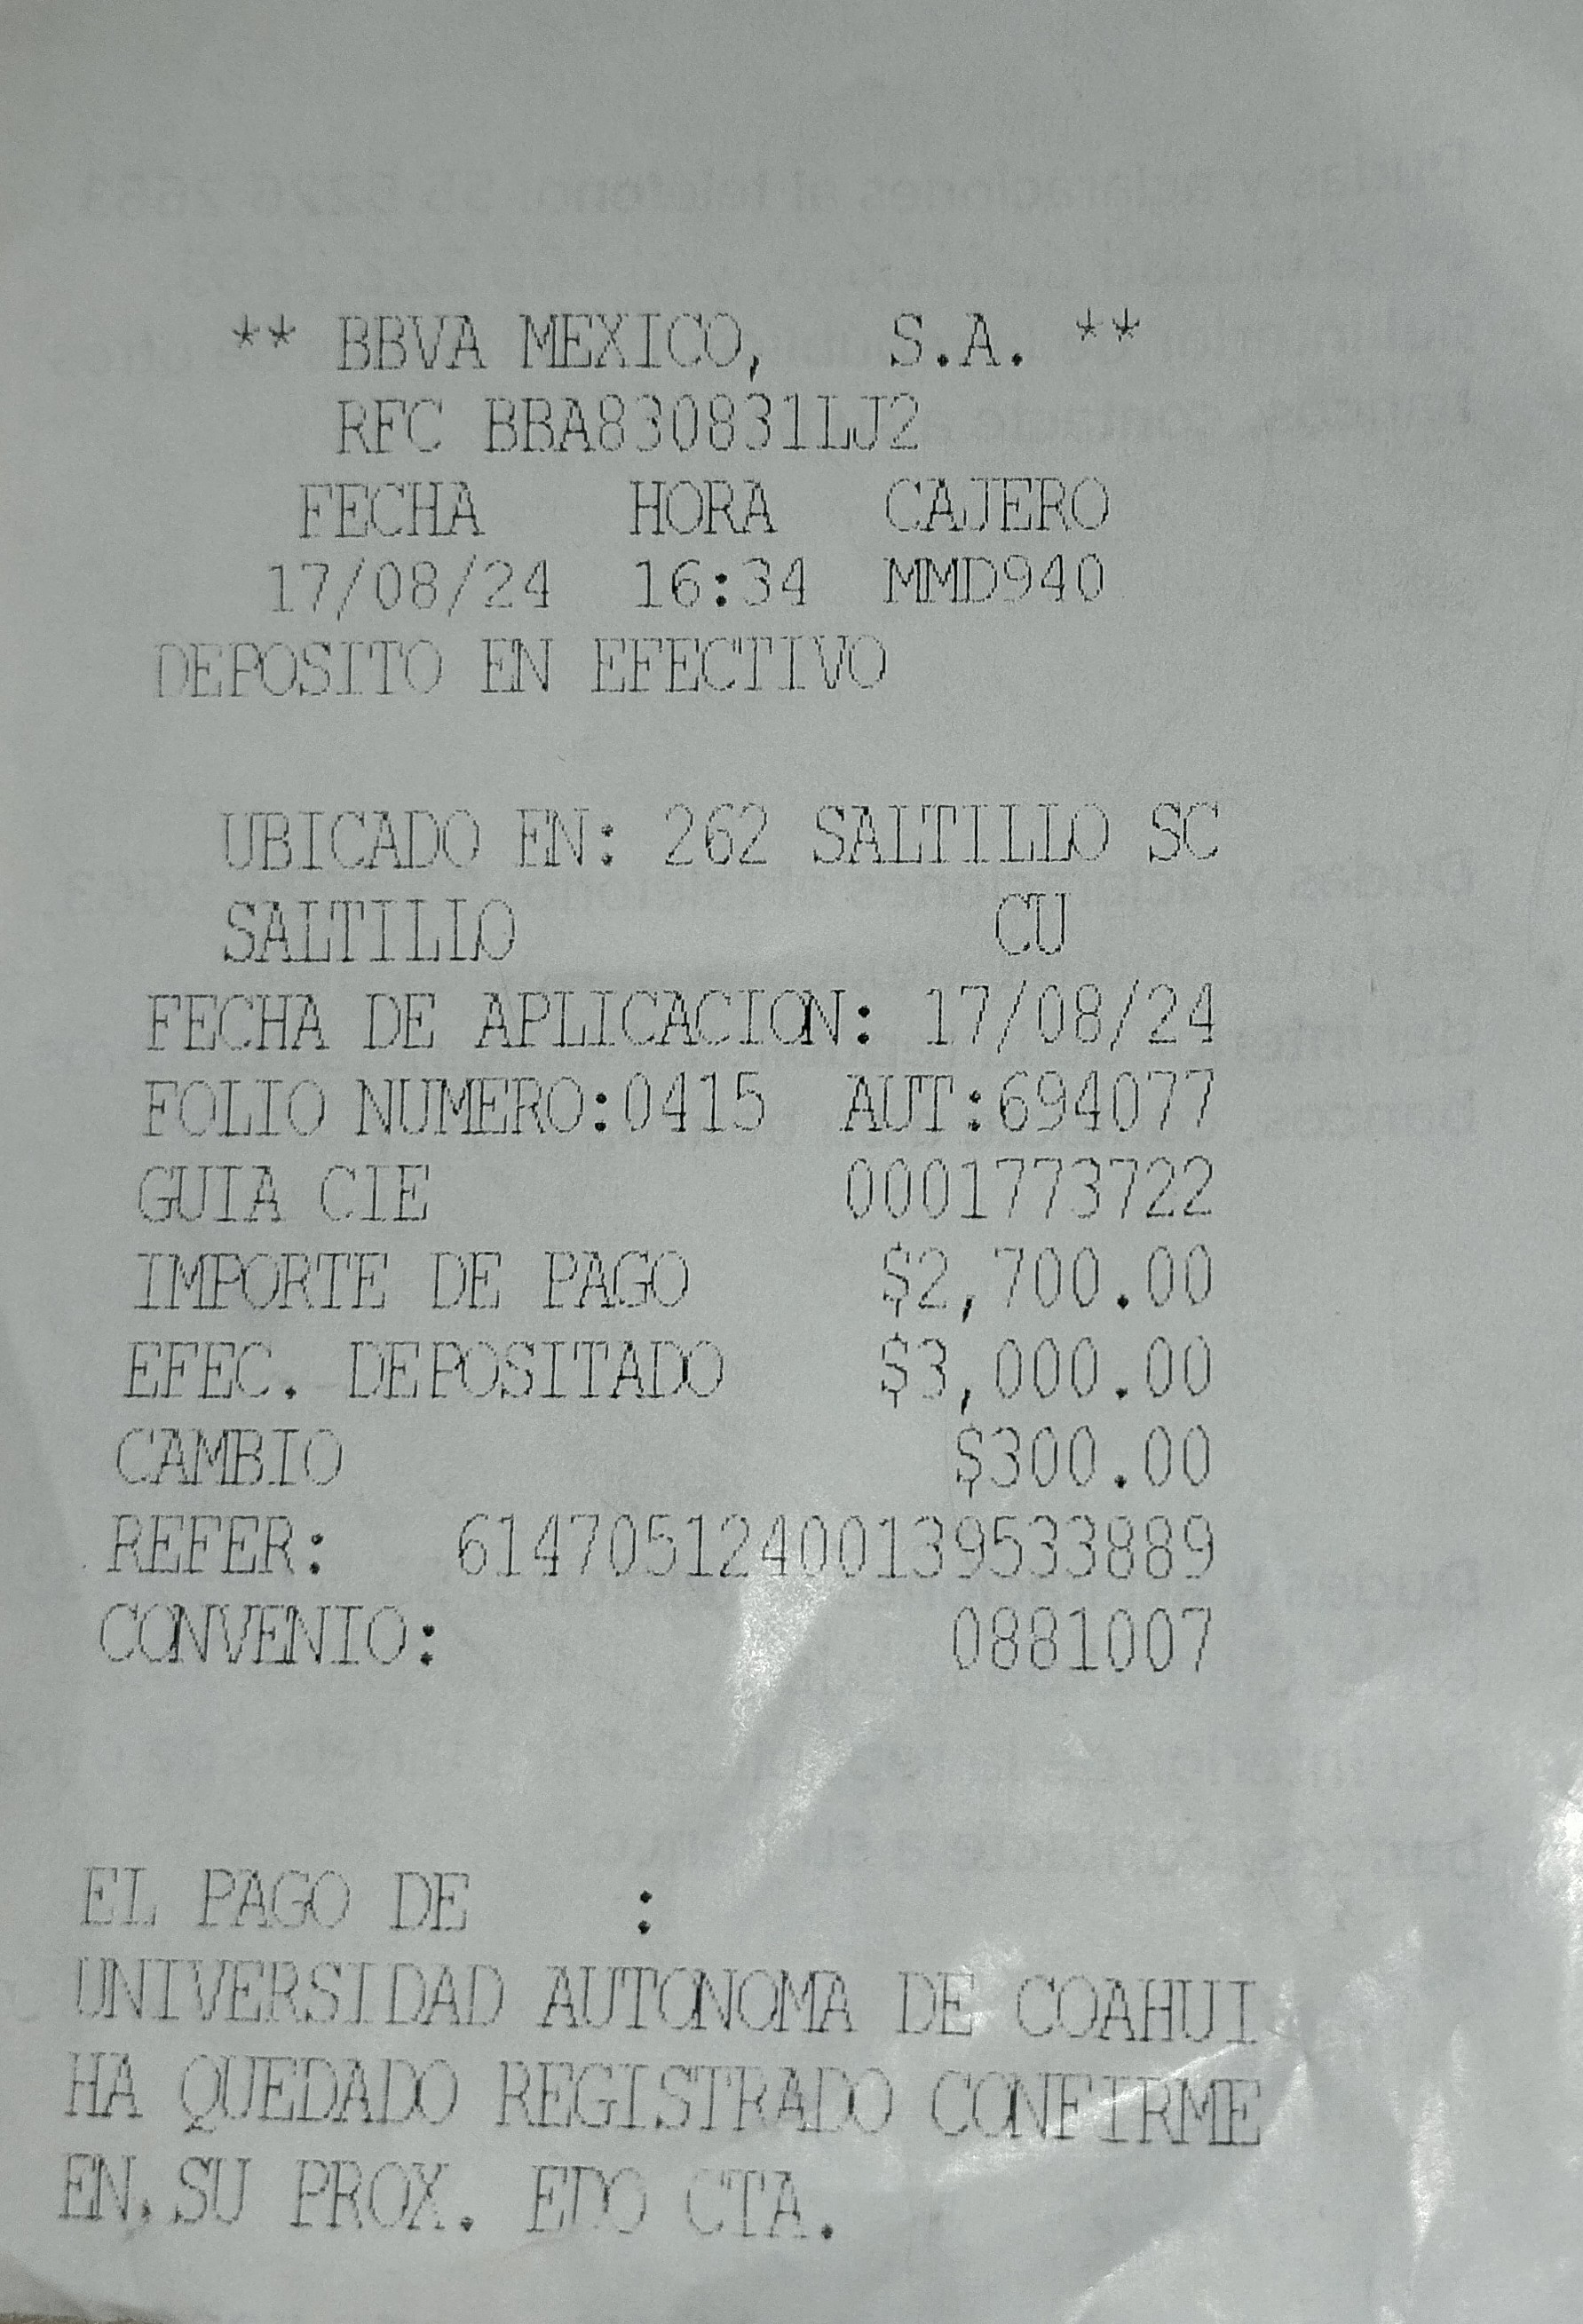 ** BBVA MEXICO, S.A. **
RFC BBA830831LJ2
FECHA HORA CAJERO
17/08/24 16:34 MMD940
DEPOSITO EN EFECTIVO
UBICADO EN: 262 SALTILLO SC
SALTILLO CU
FECHA DE APLICACION: 17/08/24
FOLIO NUMERO:0415 AUT:694077
GUIA CIE 0001773722
IMPORTE DE PAGO $2,700.00
EFEC. DEPOSITADO $3,000.00
CAMBIO $300.00
REFER: 61470512400139533889
CONVENIO: 0881007
EL PAGO DE :
UNIVERSIDAD AUTONOMA DE COAHUI
HA QUEDADO REGISTRADO CONFIRME
EN.SU PROX. EDO CTA.